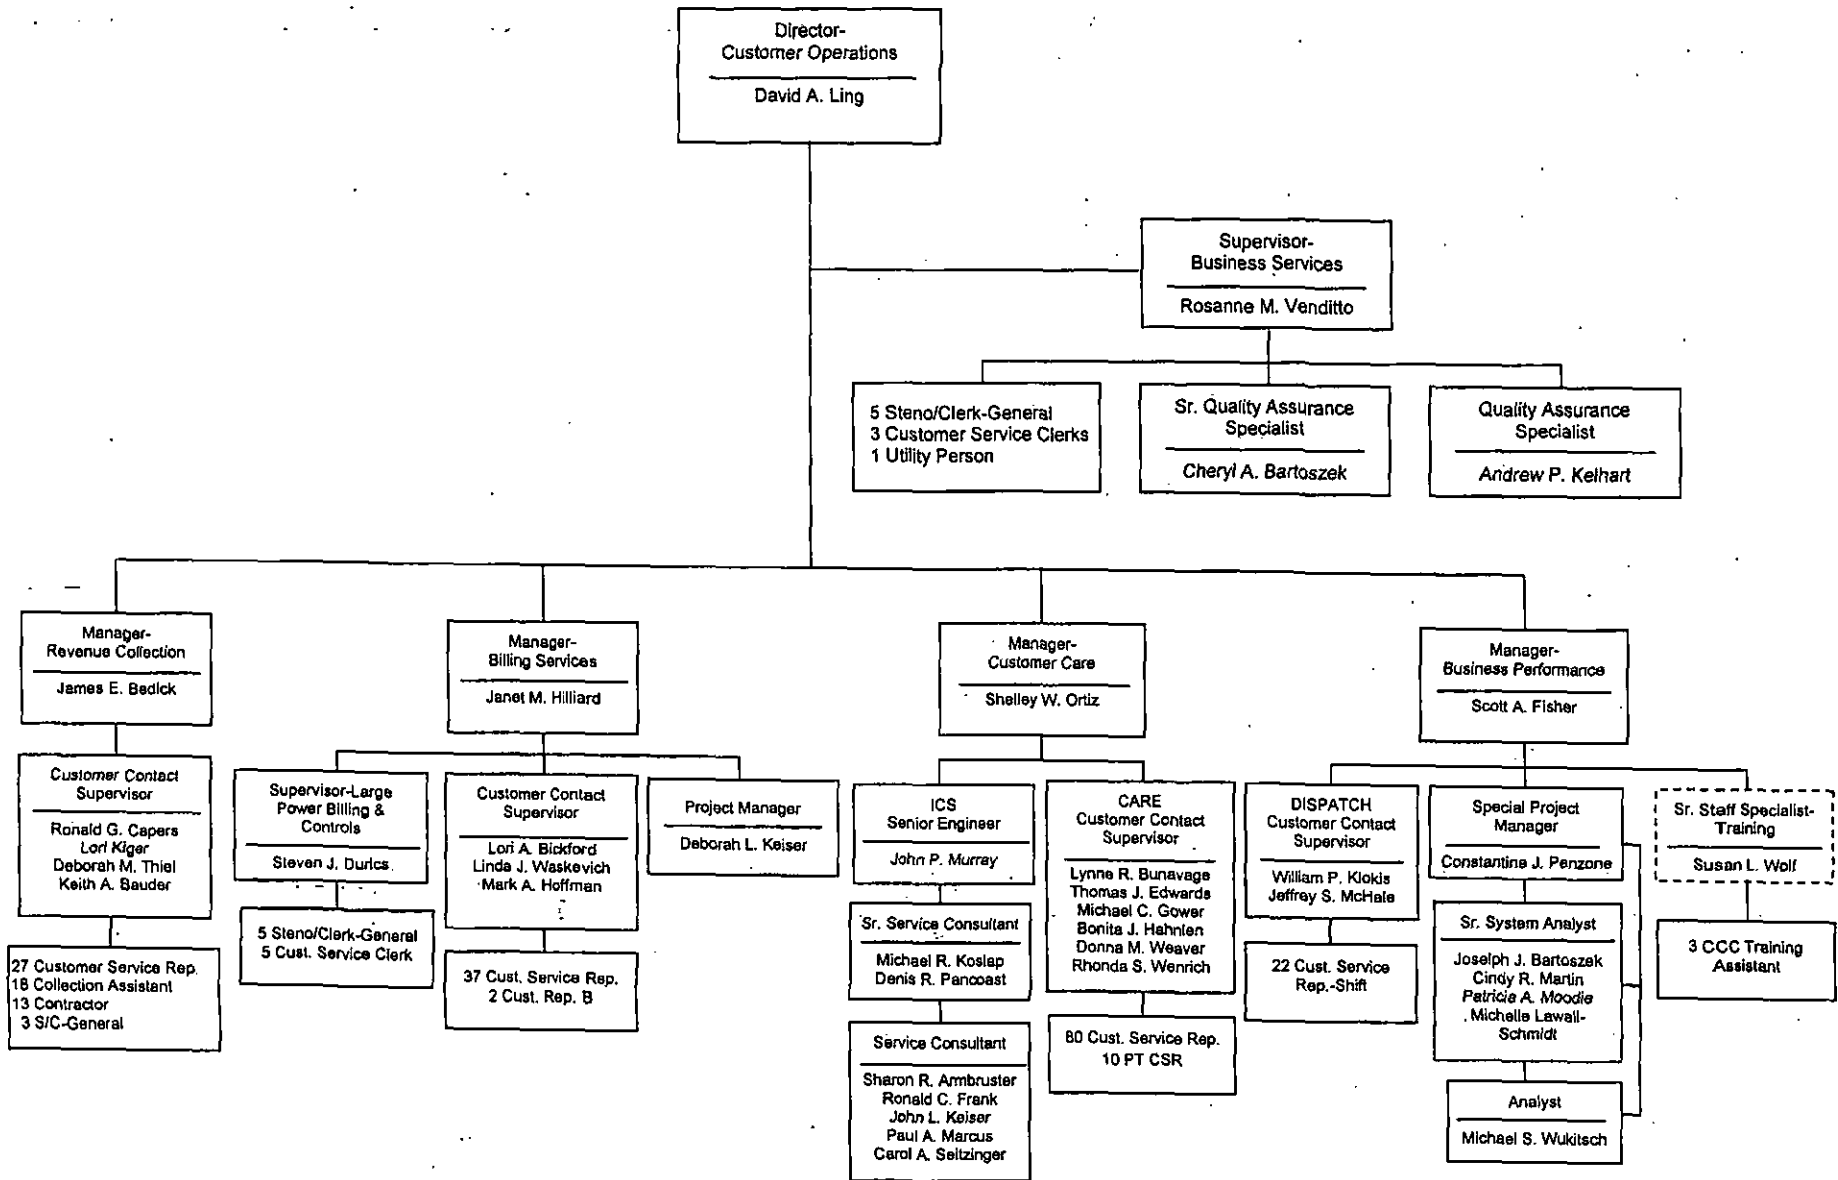 Director-
Customer Operations
David A. Ling
Supervisor-
Business Services
Rosanne M. Venditto
5 Steno/Clerk-General
3 Customer Service Clerks
1 Utility Person
Sr. Quality Assurance
Specialist
Cheryl A. Bartoszek
Quality Assurance
Specialist
Andrew P. Kelhart
Manager-
Revenue Collection
James E. Bedick
Customer Contact
Supervisor
Ronald G. Capers
Lori Kiger
Deborah M. Thiel
Keith A. Bauder
27 Customer Service Rep.
18 Collection Assistant
13 Contractor
3 S/C-General
Manager-
Billing Services
Janet M. Hilliard
Supervisor-Large
Power Billing &
Controls
Steven J. Durics
5 Steno/Clerk-General
5 Cust. Service Clerk
Customer Contact
Supervisor
Lori A. Bickford
Linda J. Waskevich
Mark A. Hoffman
37 Cust. Service Rep.
2 Cust. Rep. B
Project Manager
Deborah L. Keiser
Manager-
Customer Care
Shelley W. Ortiz
ICS
Senior Engineer
John P. Murray
Sr. Service Consultant
Michael R. Koslap
Denis R. Pancoast
Service Consultant
Sharon R. Armbruster
Ronald C. Frank
John L. Keiser
Paul A. Marcus
Carol A. Seitzinger
CARE
Customer Contact
Supervisor
Lynne R. Bunavage
Thomas J. Edwards
Michael C. Gower
Bonita J. Hahnlen
Donna M. Weaver
Rhonda S. Wenrich
80 Cust. Service Rep.
10 PT CSR
Manager-
Business Performance
Scott A. Fisher
DISPATCH
Customer Contact
Supervisor
William P. Klokis
Jeffrey S. McHale
22 Cust. Service
Rep.-Shift
Special Project
Manager
Constantine J. Penzone
Sr. System Analyst
Joselph J. Bartoszek
Cindy R. Martin
Patricia A. Moodie
Michelle Lawall-
Schmidt
Analyst
Michael S. Wukitsch
Sr. Staff Specialist-
Training
Susan L. Wolf
3 CCC Training
Assistant